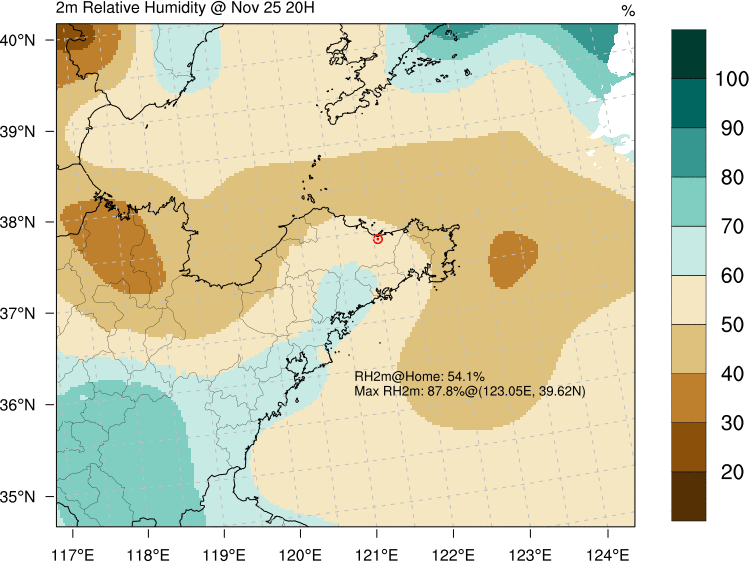 2m Relative Humidity @ Nov 25 20H
%
40°N
39°N
38°N
37°N
36°N
35°N
117°E 118°E 119°E 120°E 121°E 122°E 123°E 124°E
RH2m@Home: 54.1%
Max RH2m: 87.8%@(123.05E, 39.62N)
100
90
80
70
60
50
40
30
20